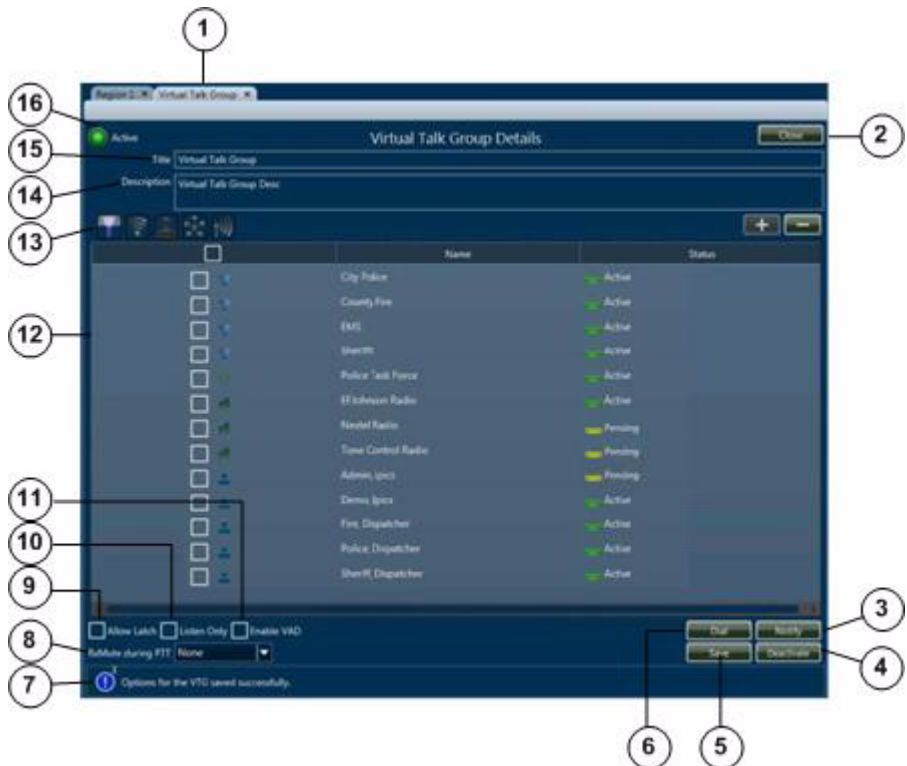 1
Region 2 × Virtual Talk Group ×
16
Active
Virtual Talk Group Details
Close
2
15
Title Virtual Talk Group
14
Description Virtual Talk Group Desc
13
+ −
Name Status
City Police Active
County Fire Active
12
EMS Active
Sheriff Active
Police Task Force Active
EFJohnson Radio Active
Nextel Radio Pending
Tone Control Radio Pending
Admin, ipics Pending
11
Demo, Ipics Active
Fire, Dispatcher Active
10
Police, Dispatcher Active
Sheriff, Dispatcher Active
9
Allow Latch Listen Only Enable VAD
Dial Notify
3
8
RxMute during PTT None
Save Deactivate
4
7
Options for the VTG saved successfully.
6
5